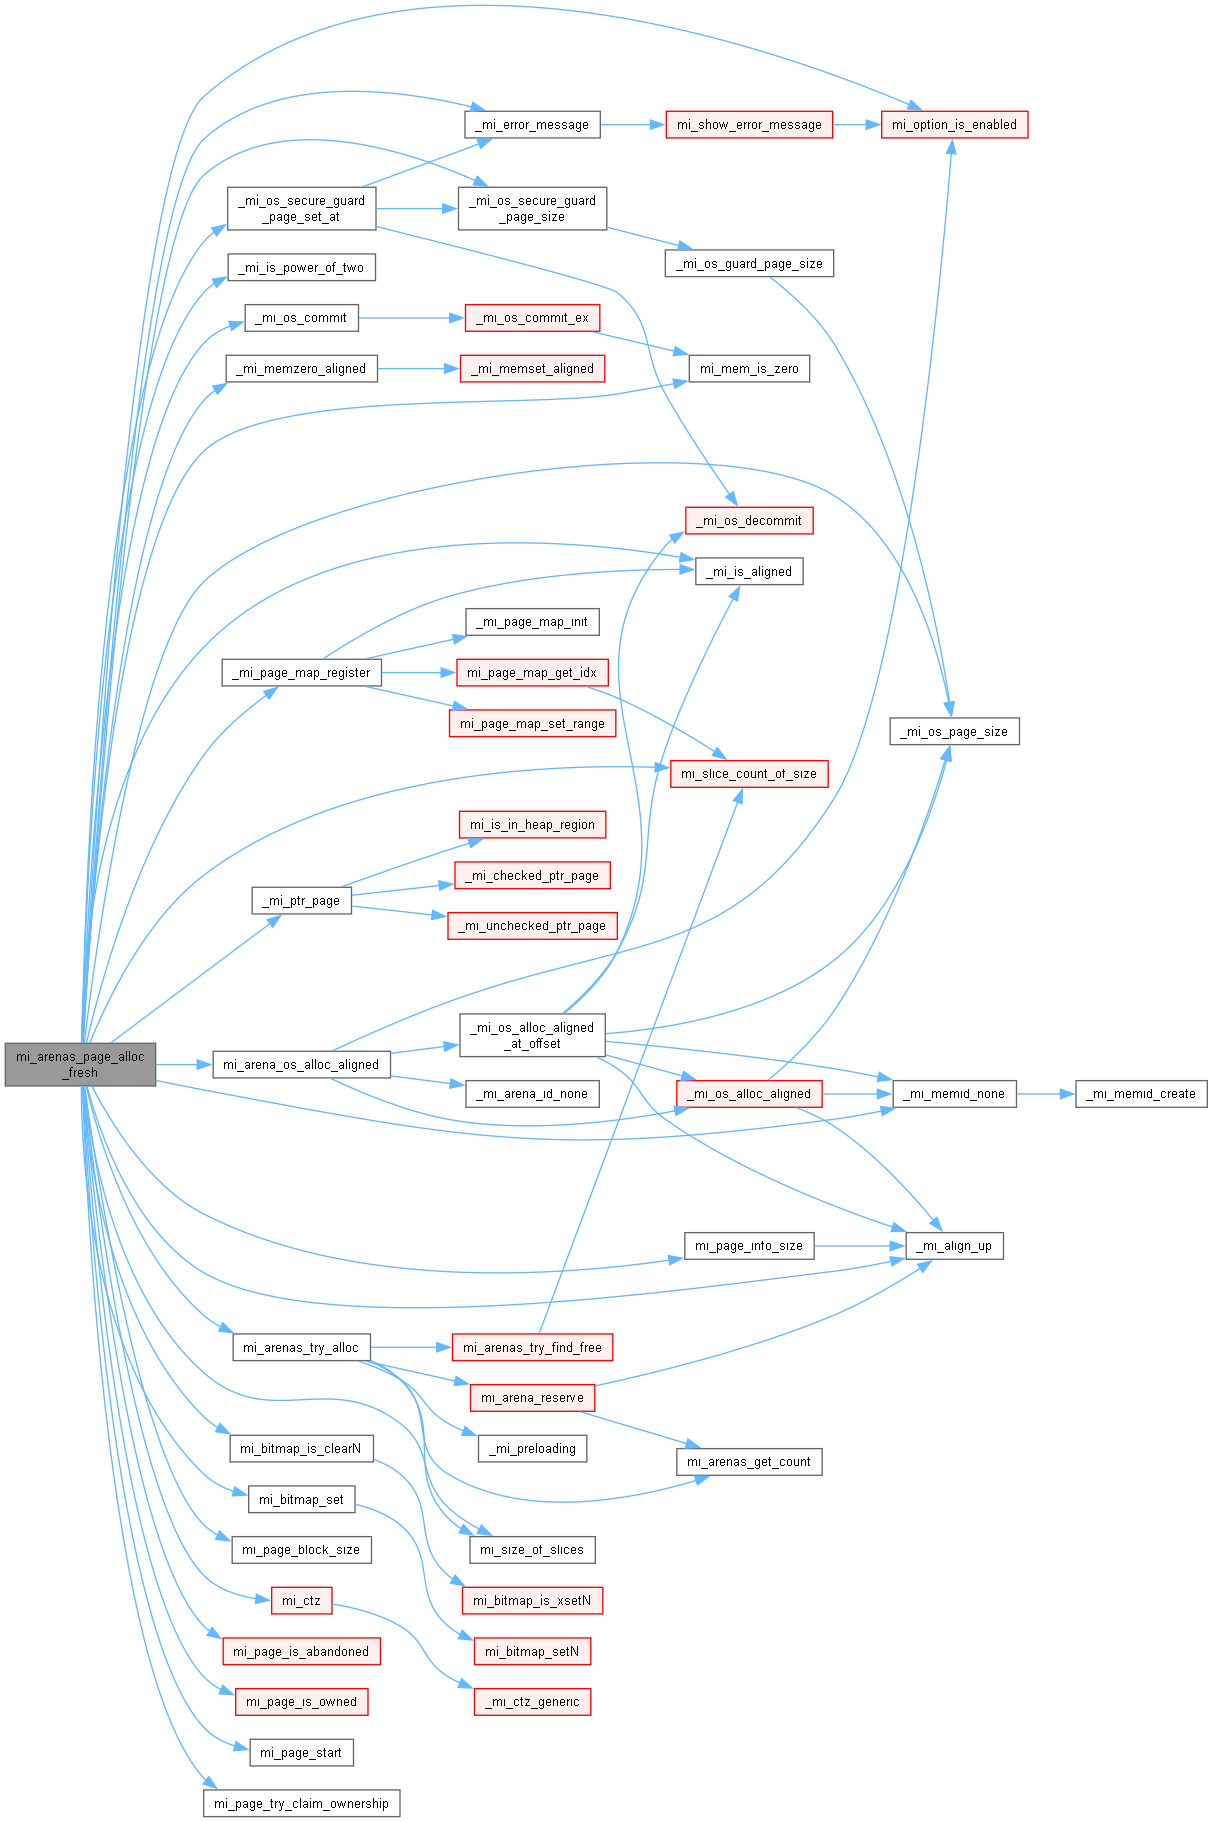 _mi_error_message
mi_show_error_message
mi_option_is_enabled
_mi_os_secure_guard
_page_set_at
_mi_os_secure_guard
_page_size
_mi_os_guard_page_size
_mi_is_power_of_two
_mi_os_commit
_mi_os_commit_ex
_mi_memzero_aligned
_mi_memset_aligned
mi_mem_is_zero
_mi_os_decommit
_mi_is_aligned
_mi_page_map_init
_mi_page_map_register
mi_page_map_get_idx
mi_page_map_set_range
_mi_os_page_size
mi_slice_count_of_size
mi_is_in_heap_region
_mi_checked_ptr_page
_mi_ptr_page
_mi_unchecked_ptr_page
_mi_os_alloc_aligned
_at_offset
mi_arenas_page_alloc
_fresh
mi_arena_os_alloc_aligned
_mi_arena_id_none
_mi_os_alloc_aligned
_mi_memid_none
_mi_memid_create
mi_page_info_size
_mi_align_up
mi_arenas_try_alloc
mi_arenas_try_find_free
mi_arena_reserve
mi_bitmap_is_clearN
_mi_preloading
mi_arenas_get_count
mi_bitmap_set
mi_page_block_size
mi_size_of_slices
mi_ctz
mi_bitmap_is_xsetN
mi_page_is_abandoned
mi_bitmap_setN
mi_page_is_owned
_mi_ctz_generic
mi_page_start
mi_page_try_claim_ownership